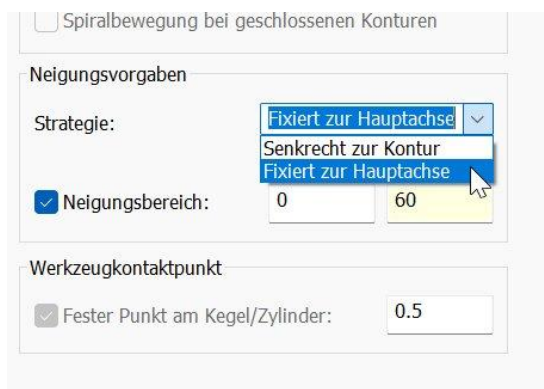 Spiralbewegung bei geschlossenen Konturen
Neigungsvorgaben
Strategie:
Fixiert zur Hauptachse
Senkrecht zur Kontur
Fixiert zur Hauptachse
Neigungsbereich:
0
60
Werkzeugkontaktpunkt
Fester Punkt am Kegel/Zylinder:
0.5